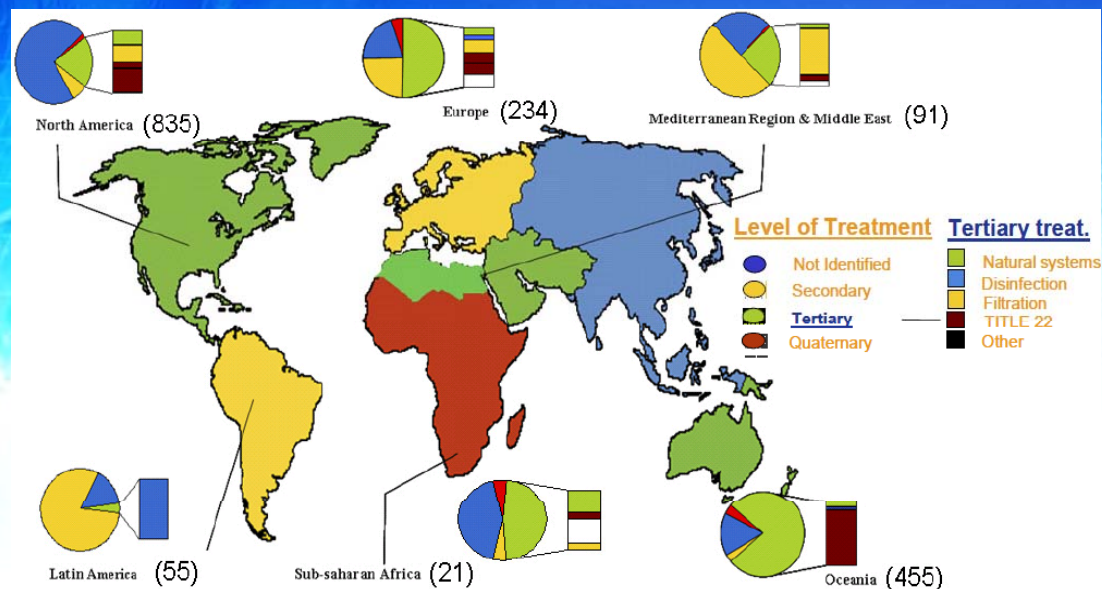 North America (835)
Europe (234)
Mediterranean Region & Middle East (91)
Level of Treatment
Not Identified
Secondary
Tertiary
Quaternary
Tertiary treat.
Natural systems
Disinfection
Filtration
TITLE 22
Other
Latin America (55)
Sub-saharan Africa (21)
Oceania (455)